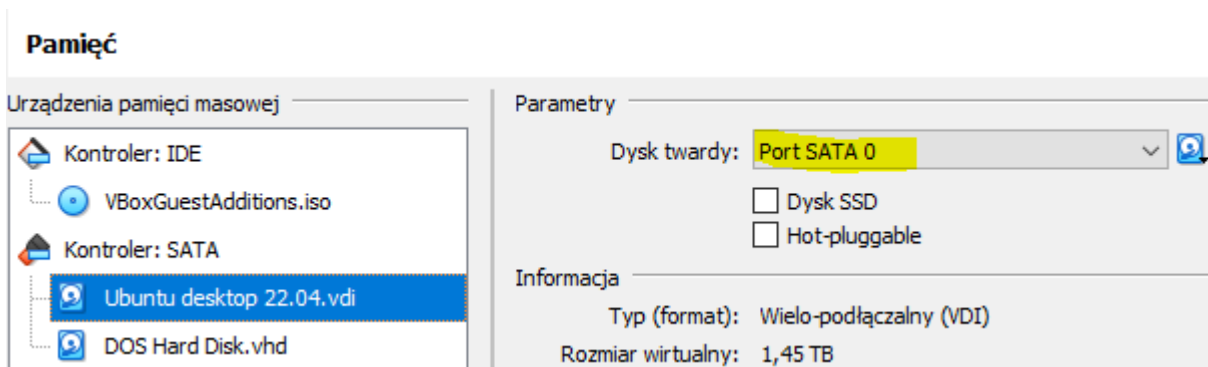 Pamięć
Urządzenia pamięci masowej
Kontroler: IDE
VBoxGuestAdditions.iso
Kontroler: SATA
Ubuntu desktop 22.04.vdi
DOS Hard Disk.vhd
Parametry
Dysk twardy: Port SATA 0
Dysk SSD
Hot-pluggable
Informacja
Typ (format): Wielo-podłączalny (VDI)
Rozmiar wirtualny: 1,45 TB